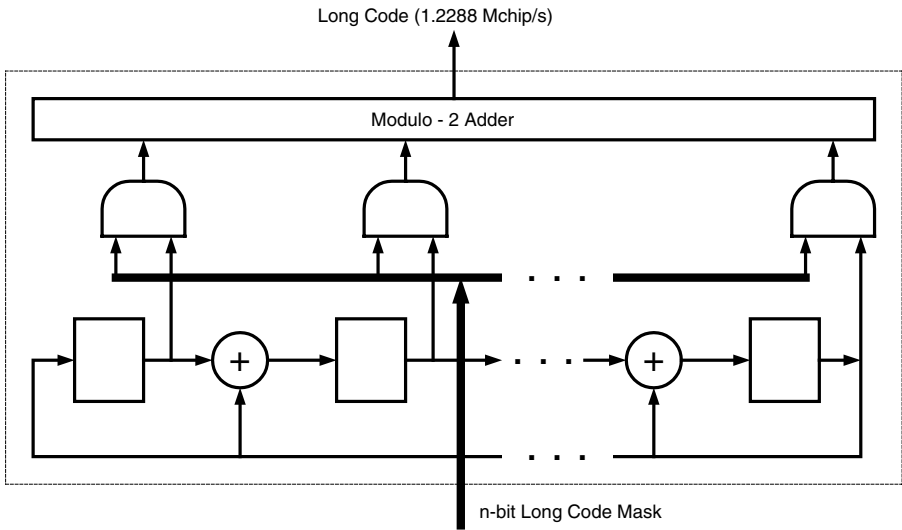 Long Code (1.2288 Mchip/s)
Modulo - 2 Adder
. . .
+
. . .
+
. . .
n-bit Long Code Mask